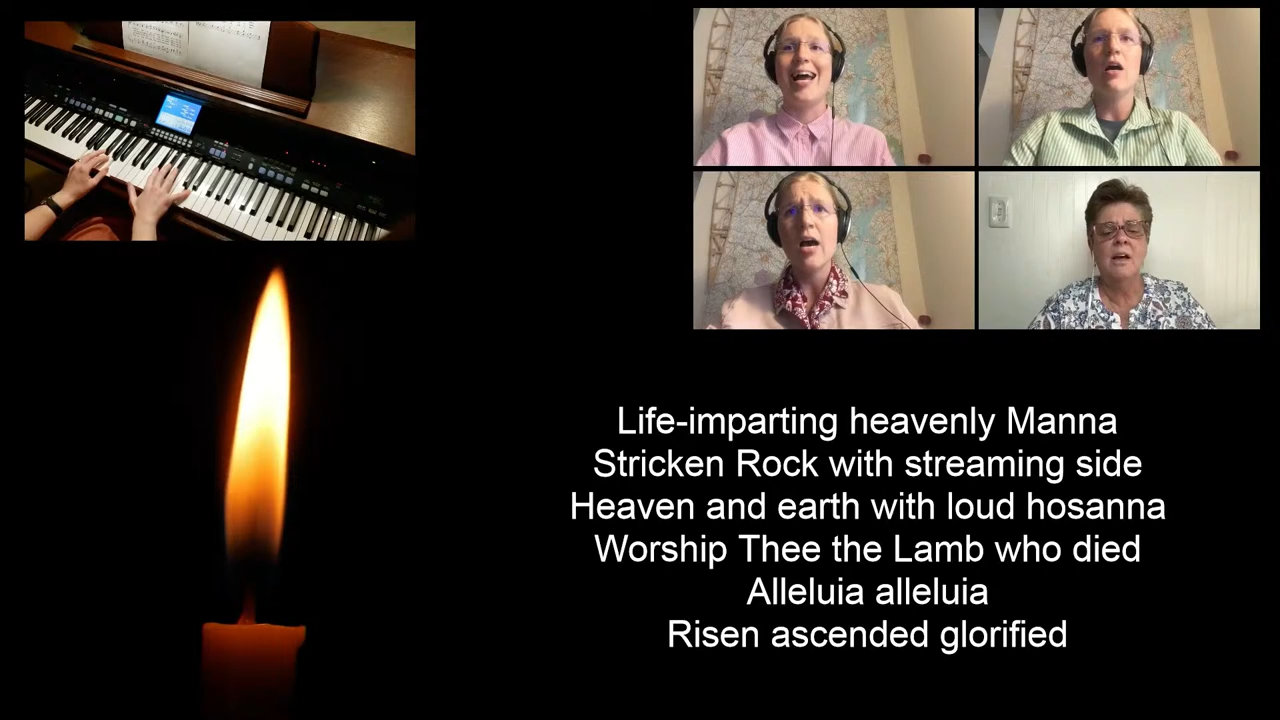 Life-imparting heavenly Manna
Stricken Rock with streaming side
Heaven and earth with loud hosanna
Worship Thee the Lamb who died
Alleluia alleluia
Risen ascended glorified